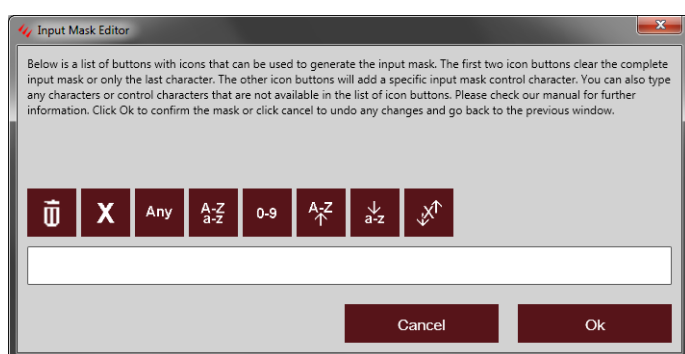 Input Mask Editor
Below is a list of buttons with icons that can be used to generate the input mask. The first two icon buttons clear the complete
input mask or only the last character. The other icon buttons will add a specific input mask control character. You can also type
any characters or control characters that are not available in the list of icon buttons. Please check our manual for further
information. Click Ok to confirm the mask or click cancel to undo any changes and go back to the previous window.
X Any A-Z a-z 0-9 A-Z a-z X
Cancel Ok